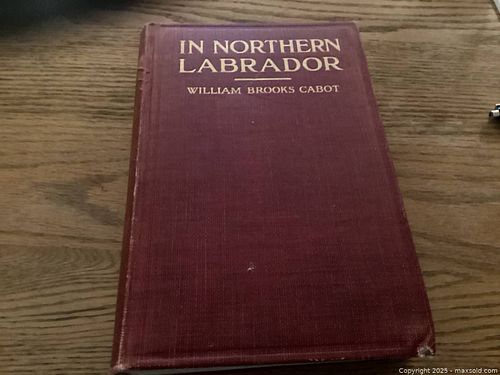 IN NORTHERN
LABRADOR
WILLIAM BROOKS CABOT
Copyright 2025 - maxsold.com